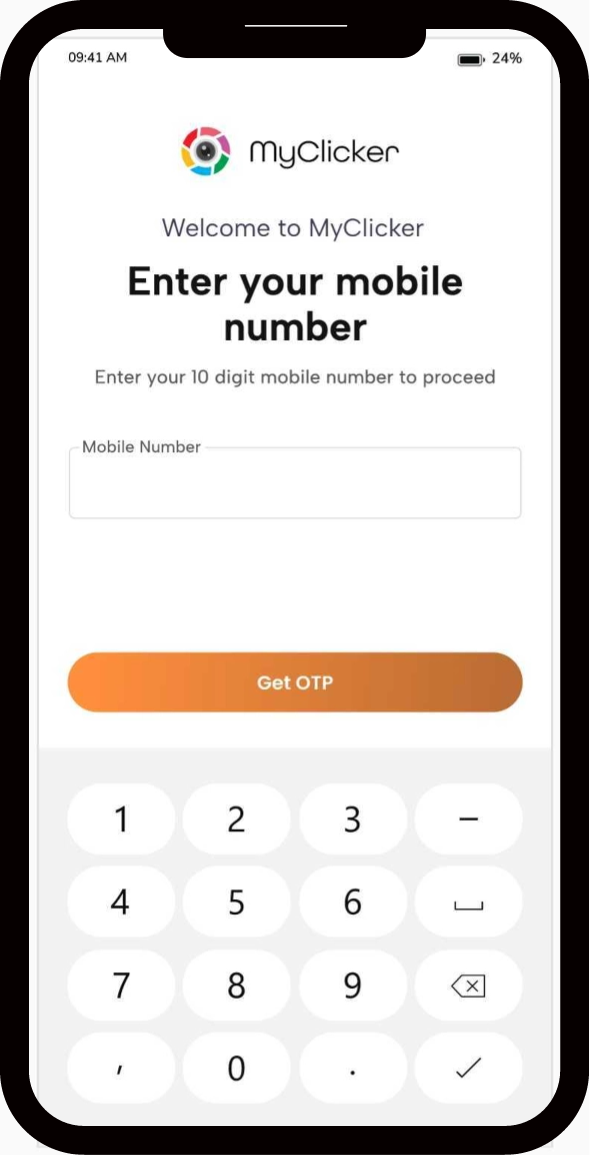 09:41 AM 24%
MyClicker
Welcome to MyClicker
Enter your mobile
number
Enter your 10 digit mobile number to proceed
Mobile Number
Get OTP
1 2 3 –
4 5 6
7 8 9
, 0 .